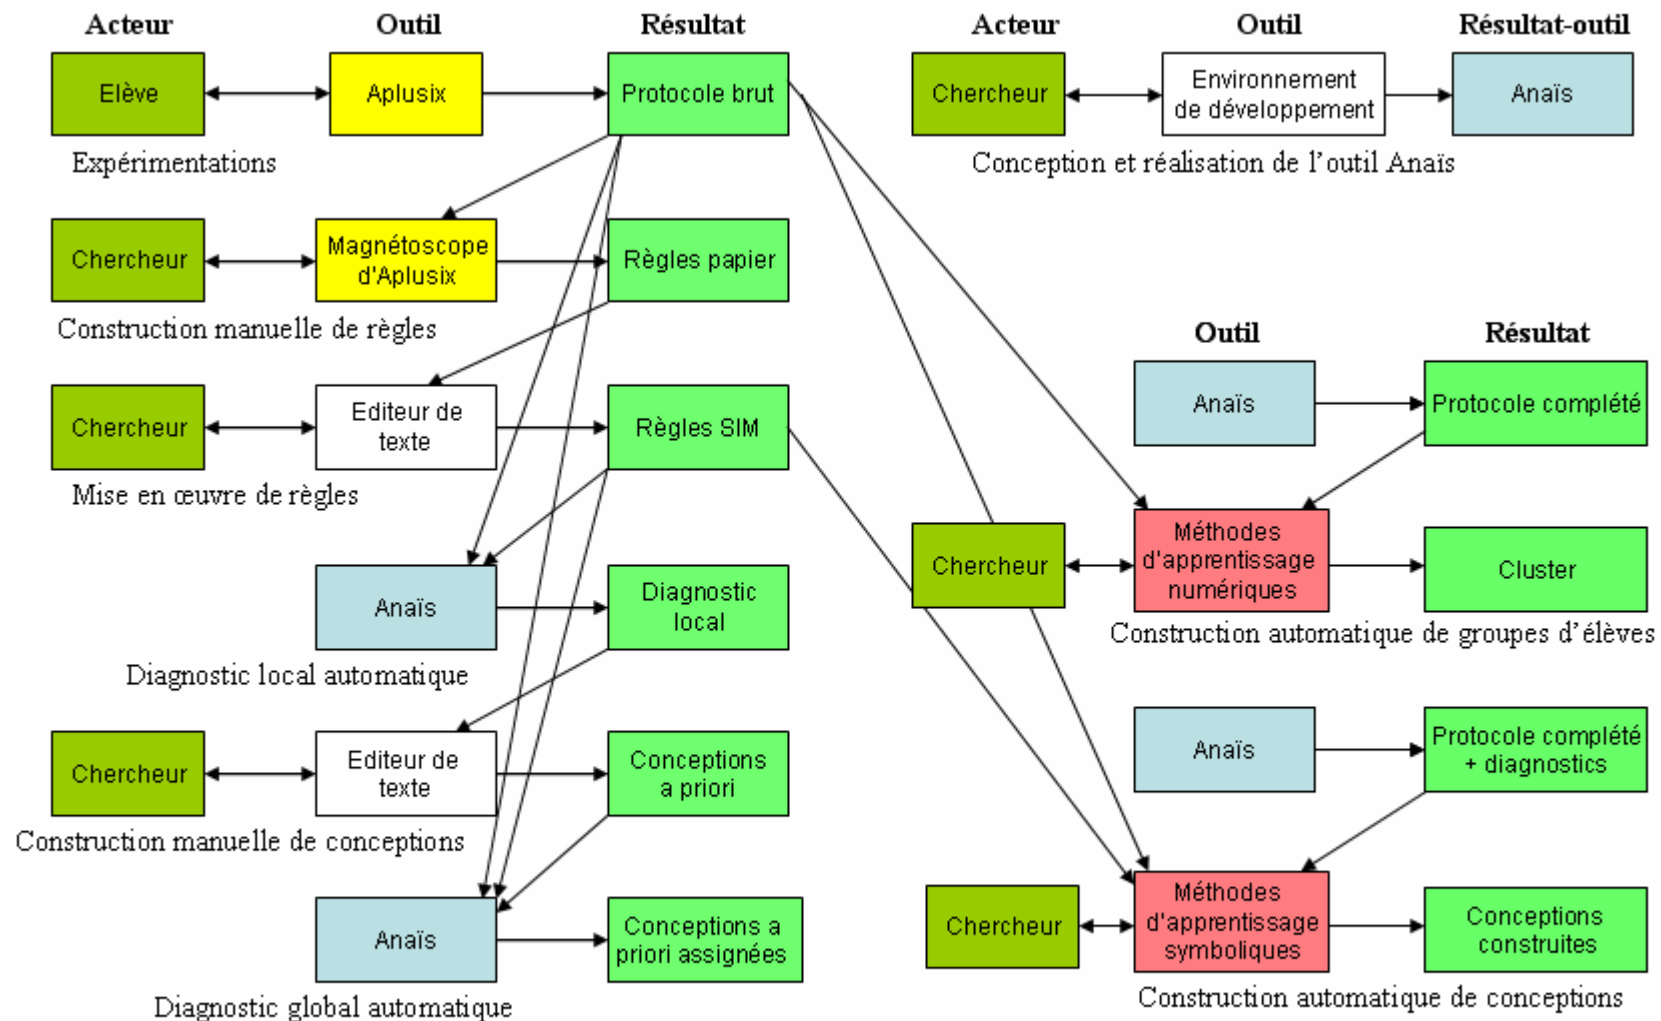 Acteur
Outil
Résultat
Elève
Aplusix
Protocole brut
Expérimentations
Chercheur
Magnétoscope
d'Aplusix
Règles papier
Construction manuelle de règles
Chercheur
Editeur de
texte
Règles SIM
Mise en œuvre de règles
Anaïs
Diagnostic
local
Diagnostic local automatique
Chercheur
Editeur de
texte
Conceptions
a priori
Construction manuelle de conceptions
Anaïs
Conceptions a
priori assignées
Diagnostic global automatique
Acteur
Outil
Résultat-outil
Chercheur
Environnement
de développement
Anaïs
Conception et réalisation de l'outil Anaïs
Outil
Résultat
Anaïs
Protocole complété
Chercheur
Méthodes
d'apprentissage
numériques
Cluster
Construction automatique de groupes d'élèves
Anaïs
Protocole complété
+ diagnostics
Chercheur
Méthodes
d'apprentissage
symboliques
Conceptions
construites
Construction automatique de conceptions